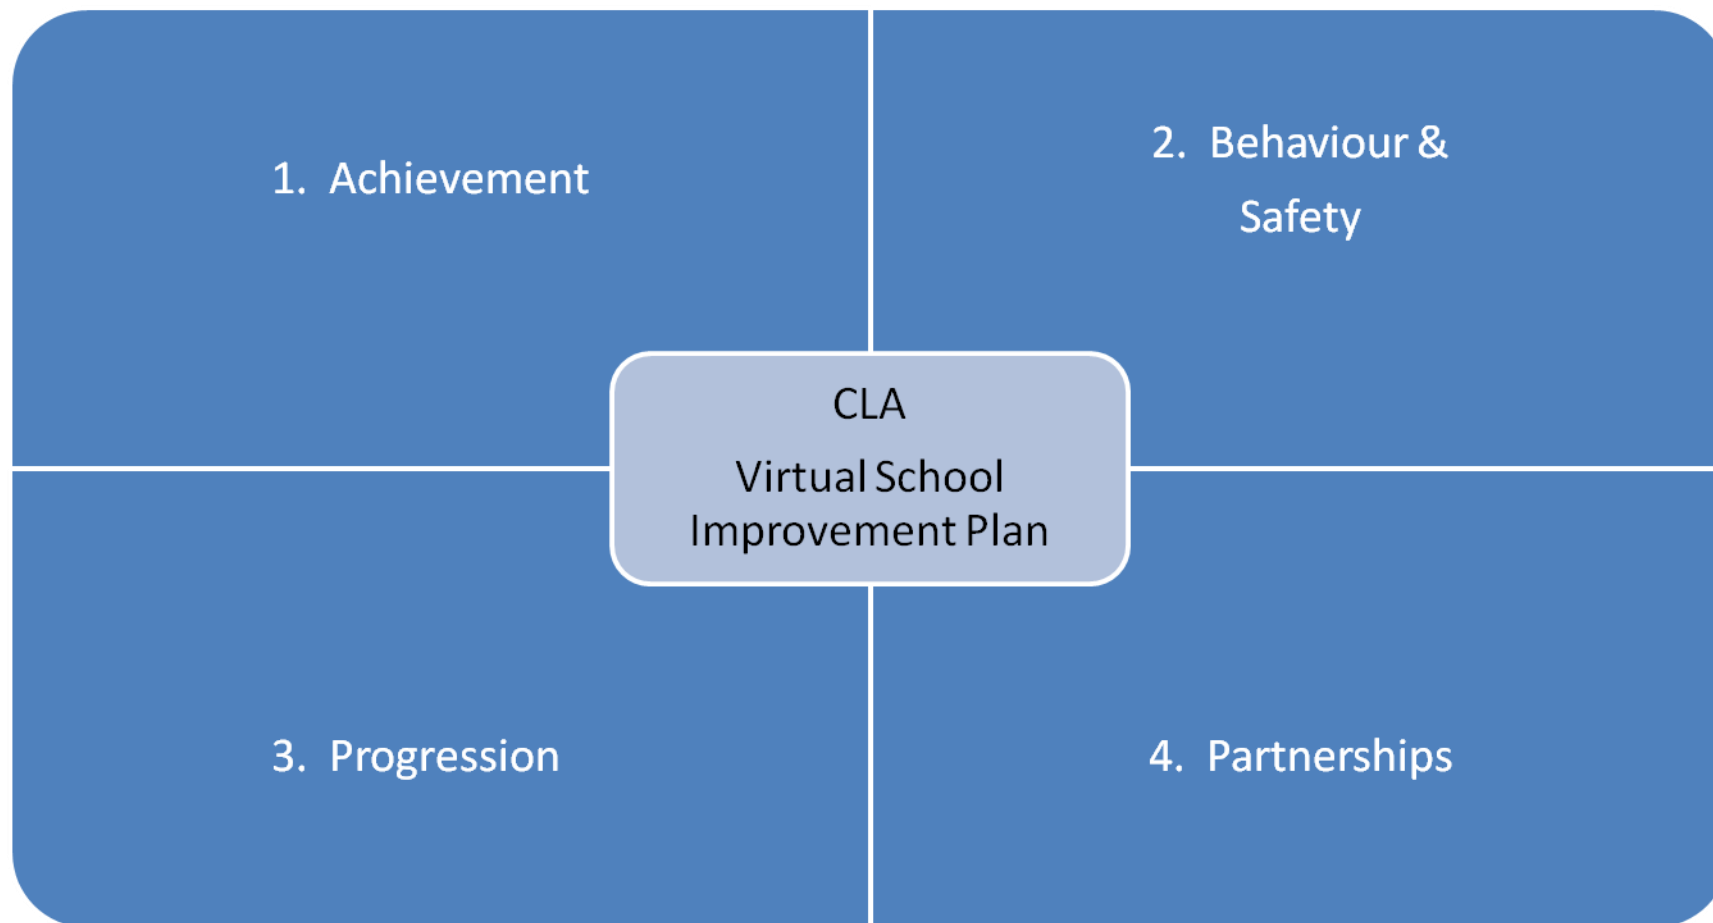 1. Achievement
2. Behaviour &
Safety
CLA
Virtual School
Improvement Plan
3. Progression
4. Partnerships